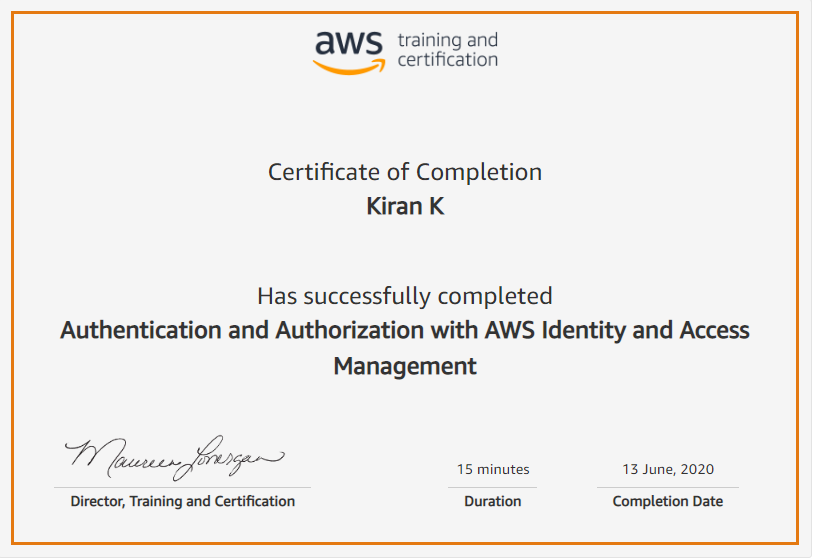 aws training and
certification
Certificate of Completion
Kiran K
Has successfully completed
Authentication and Authorization with AWS Identity and Access
Management
Maureen Lonergan
15 minutes
13 June, 2020
Director, Training and Certification
Duration
Completion Date